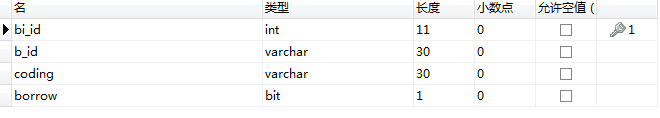 名 类型 长度 小数点 允许空值 (
bi_id int 11 0 1
b_id varchar 30 0
coding varchar 30 0
borrow bit 1 0